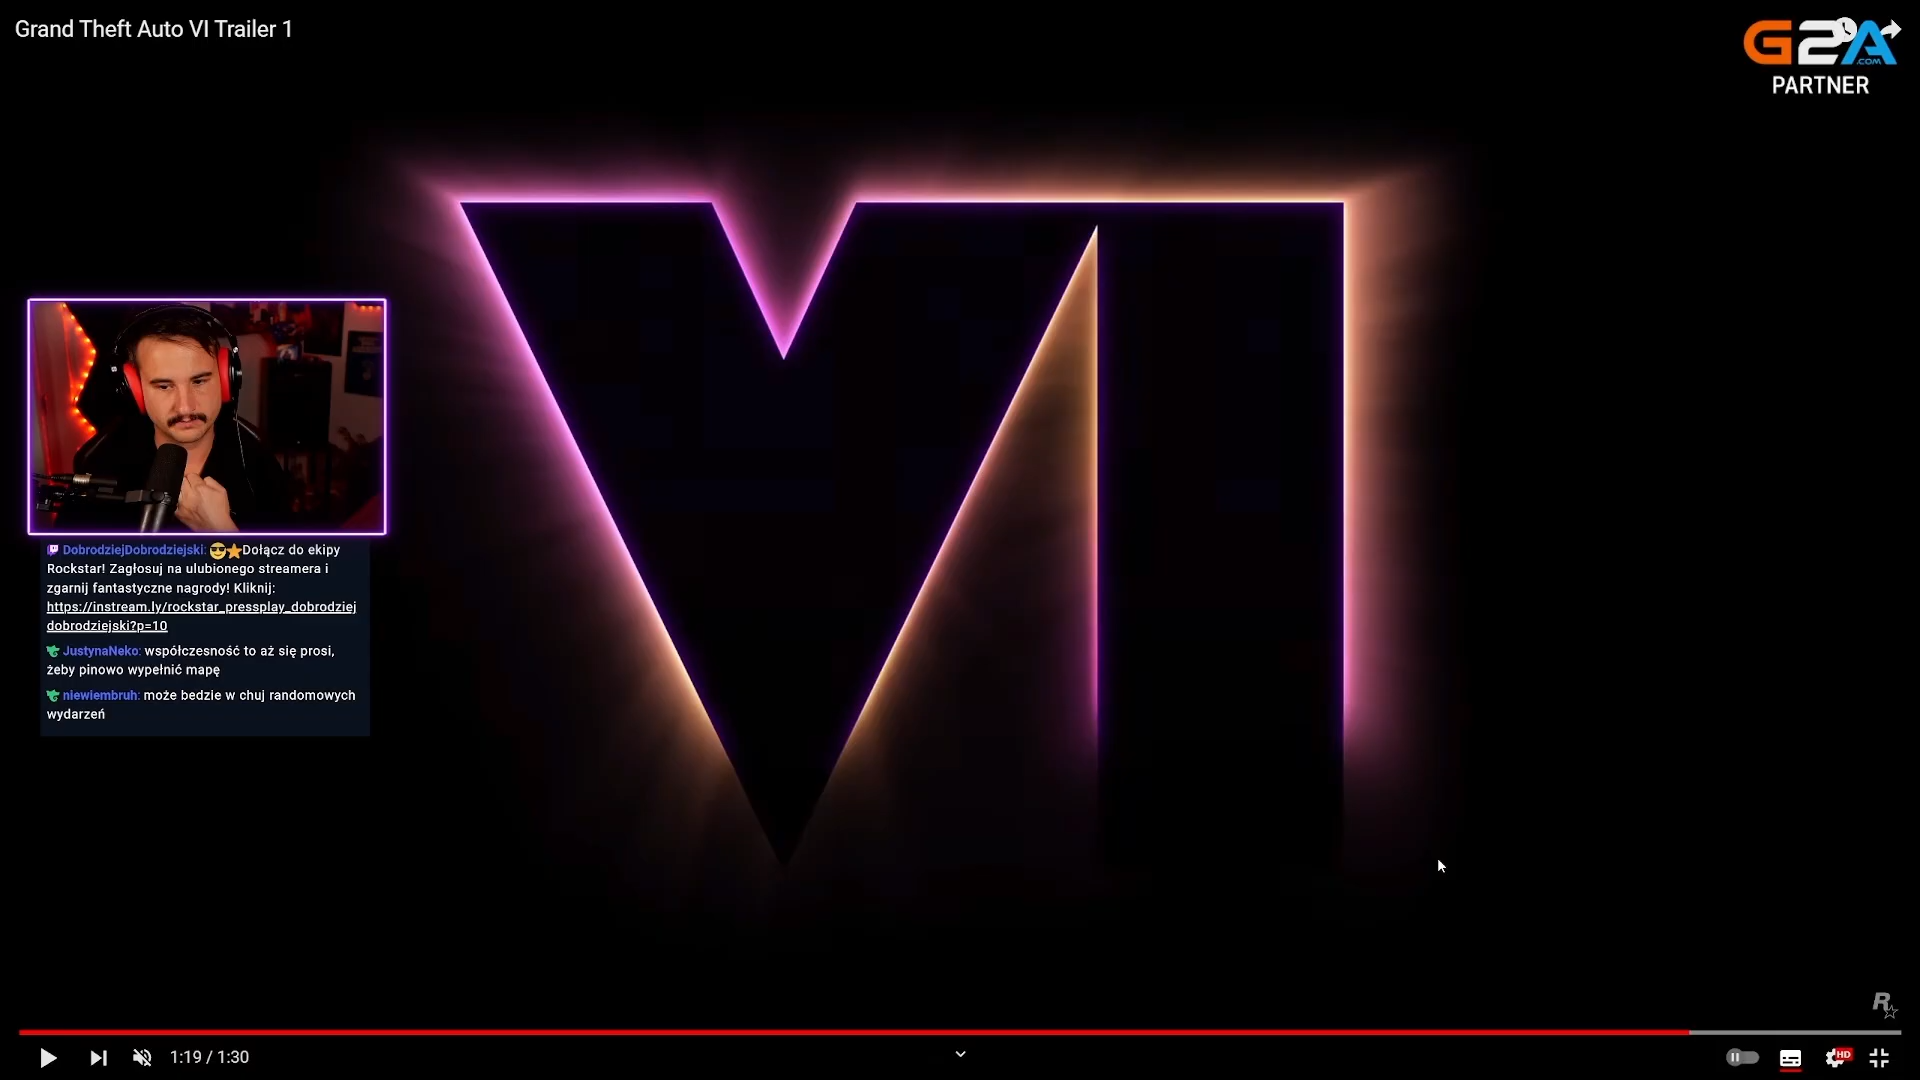 Grand Theft Auto VI Trailer 1
G2A
.COM
PARTNER
VI
DobrodziejDobrodziejski: 😎⭐Dołącz do ekipy
Rockstar! Zagłosuj na ulubionego streamera i
zgarnij fantastyczne nagrody! Kliknij:
https://instream.ly/rockstar_pressplay_dobrodziej
dobrodziejski?p=10
JustynaNeko: współczesność to aż się prosi,
żeby pinowo wypełnić mapę
niewiembruh: może bedzie w chuj randomowych
wydarzeń
R
1:19 / 1:30
HD